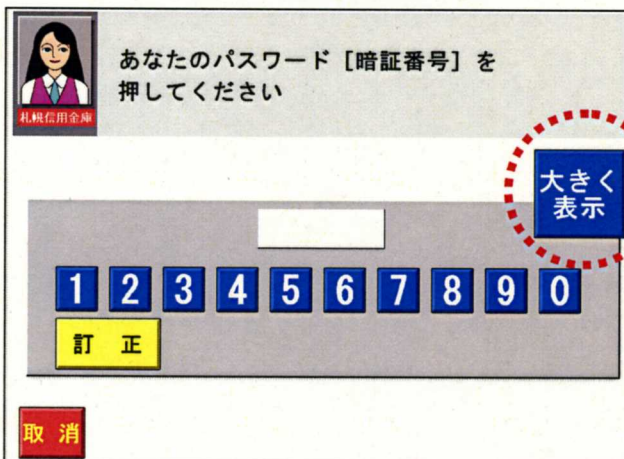 あなたのパスワード［暗証番号］を
押してください
札幌信用金庫
大きく
表示
1 2 3 4 5 6 7 8 9 0
訂 正
取 消